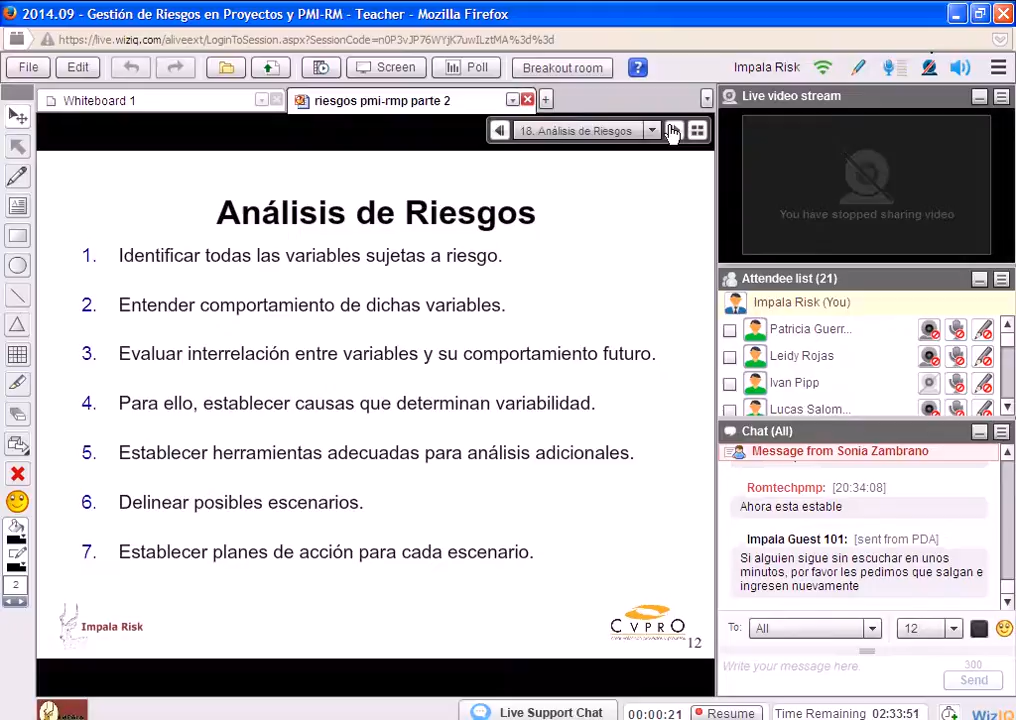 2014.09 - Gestión de Riesgos en Proyectos y PMI-RM - Teacher - Mozilla Firefox
https://live.wiziq.com/aliveext/LoginToSession.aspx?SessionCode=n0P3vJP76WYjK7uwILztMA%3d%3d
File Edit Screen Poll Breakout room ? Impala Risk
Whiteboard 1 riesgos pmi-rmp parte 2 +
18. Análisis de Riesgos
Análisis de Riesgos
1. Identificar todas las variables sujetas a riesgo.
2. Entender comportamiento de dichas variables.
3. Evaluar interrelación entre variables y su comportamiento futuro.
4. Para ello, establecer causas que determinan variabilidad.
5. Establecer herramientas adecuadas para análisis adicionales.
6. Delinear posibles escenarios.
7. Establecer planes de acción para cada escenario.
Impala Risk
CVPRO
12
2
Live video stream
You have stopped sharing video
Attendee list (21)
Impala Risk (You)
Patricia Guerr...
Leidy Rojas
Ivan Pipp
Lucas Salom...
Chat (All)
Message from Sonia Zambrano
Romtechpmp: [20:34:08]
Ahora esta estable
Impala Guest 101: [sent from PDA]
Si alguien sigue sin escuchar en unos
minutos, por favor les pedimos que salgan e
ingresen nuevamente
To: All 12
Write your message here
300
Send
Live Support Chat 00:00:21 Resume Time Remaining 02:33:51 WizIQ